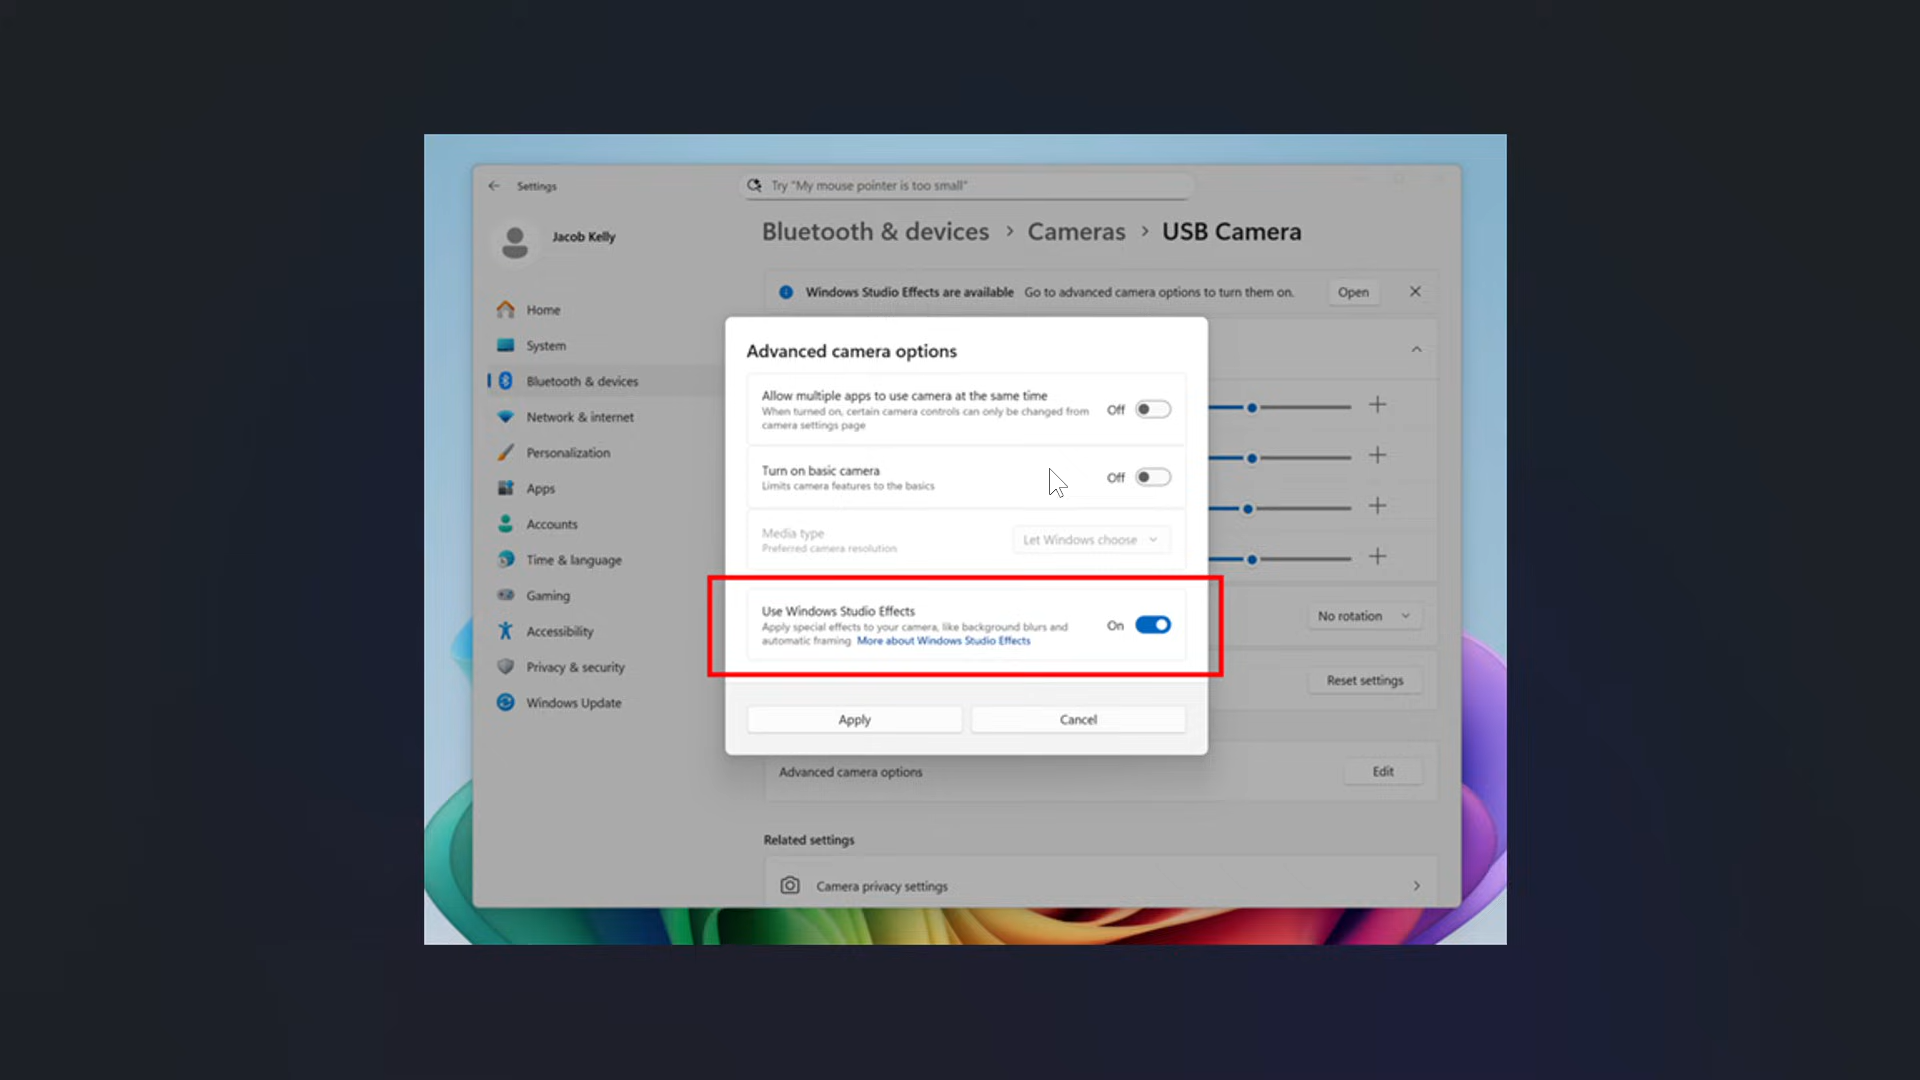 Settings
Try "My mouse pointer is too small"
Jacob Kelly
Home
System
Bluetooth & devices
Network & internet
Personalization
Apps
Accounts
Time & language
Gaming
Accessibility
Privacy & security
Windows Update
Bluetooth & devices > Cameras > USB Camera
Windows Studio Effects are available Go to advanced camera options to turn them on. Open
Advanced camera options
Allow multiple apps to use camera at the same time
When turned on, certain camera controls can only be changed from
camera settings page
Off
Turn on basic camera
Limits camera features to the basics
Off
Media type
Preferred camera resolution
Let Windows choose
Use Windows Studio Effects
Apply special effects to your camera, like background blurs and
automatic framing More about Windows Studio Effects
On
Apply
Cancel
No rotation
Reset settings
Advanced camera options
Edit
Related settings
Camera privacy settings